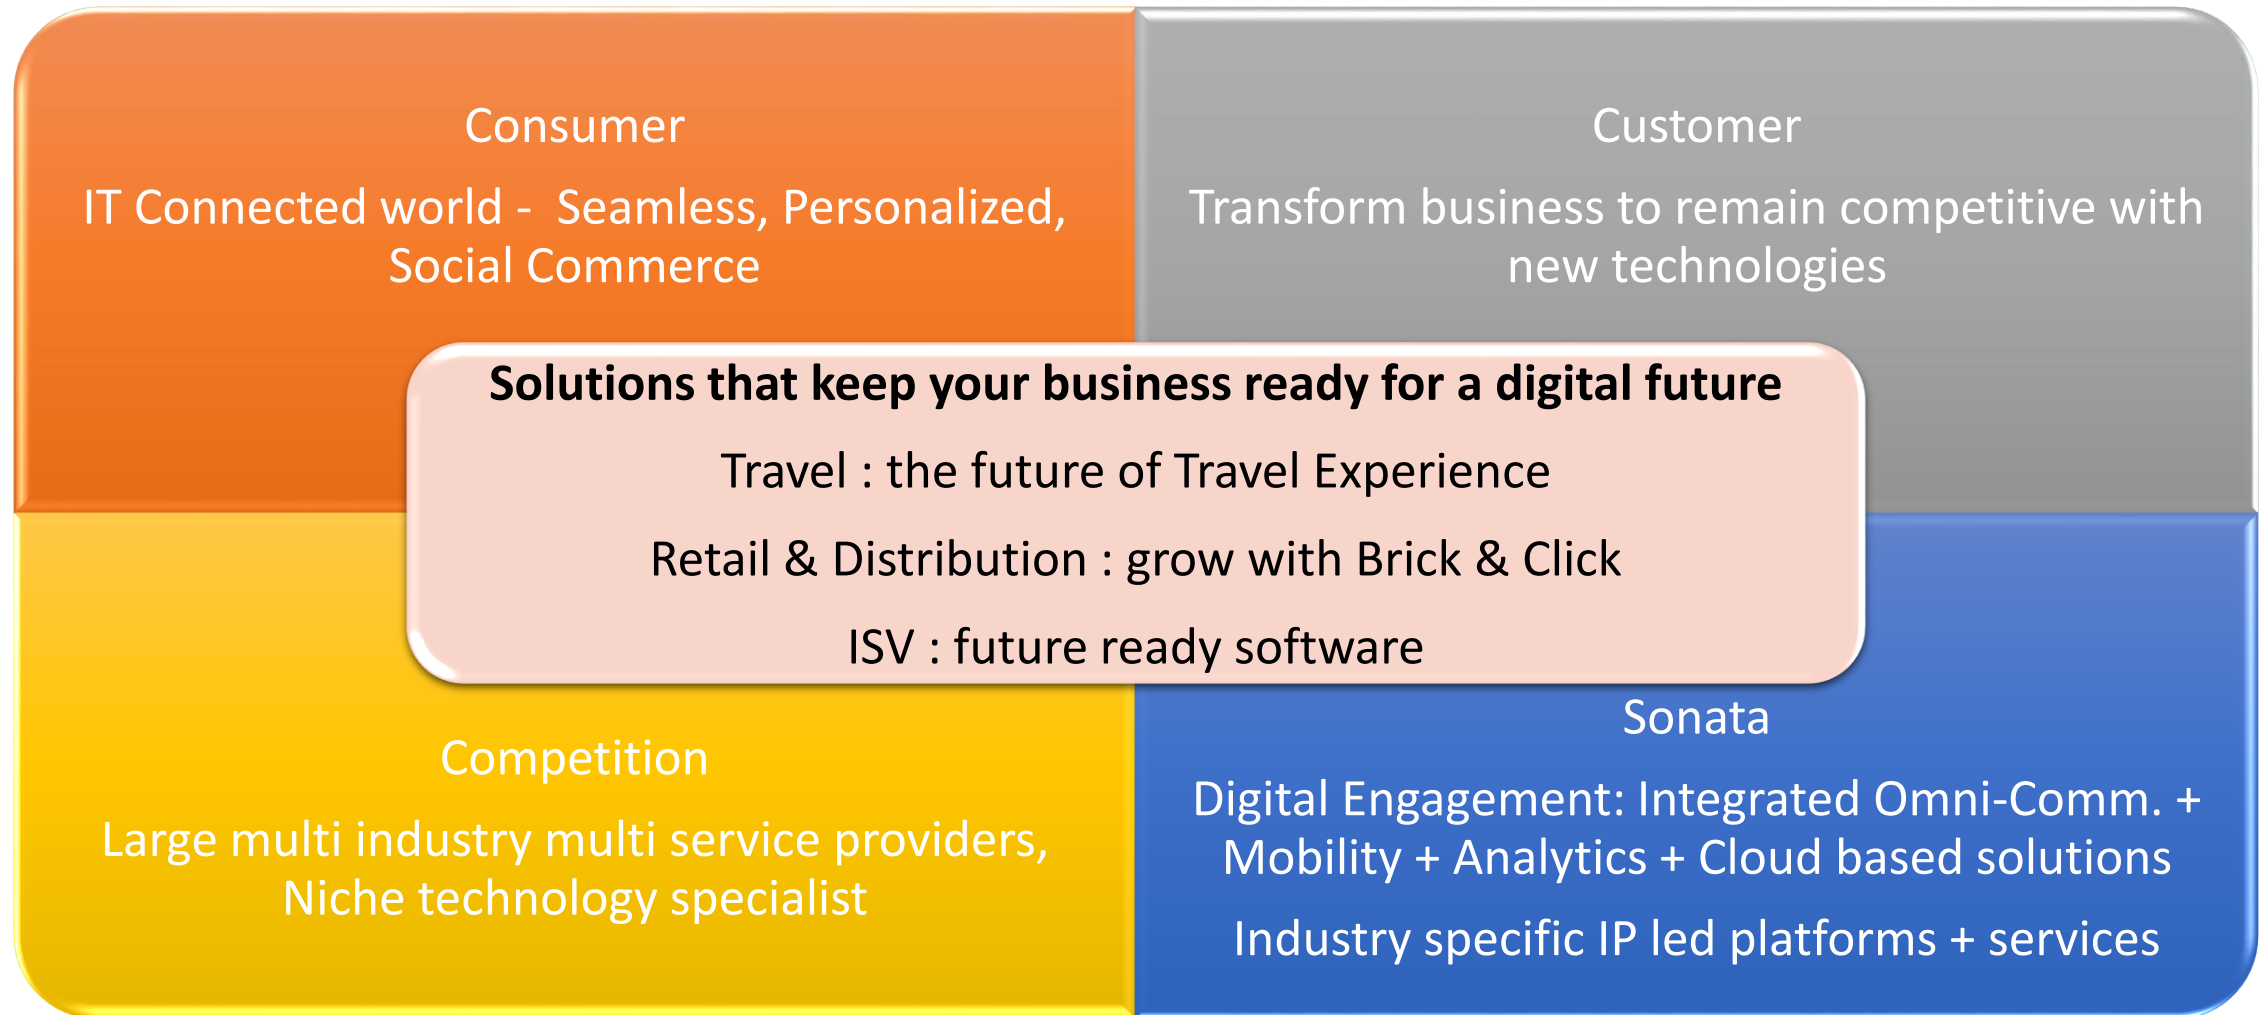 Consumer
IT Connected world -  Seamless, Personalized,
Social Commerce
Customer
Transform business to remain competitive with
new technologies
Solutions that keep your business ready for a digital future
Travel : the future of Travel Experience
Retail & Distribution : grow with Brick & Click
ISV : future ready software
Competition
Large multi industry multi service providers,
Niche technology specialist
Sonata
Digital Engagement: Integrated Omni-Comm. +
Mobility + Analytics + Cloud based solutions
Industry specific IP led platforms + services